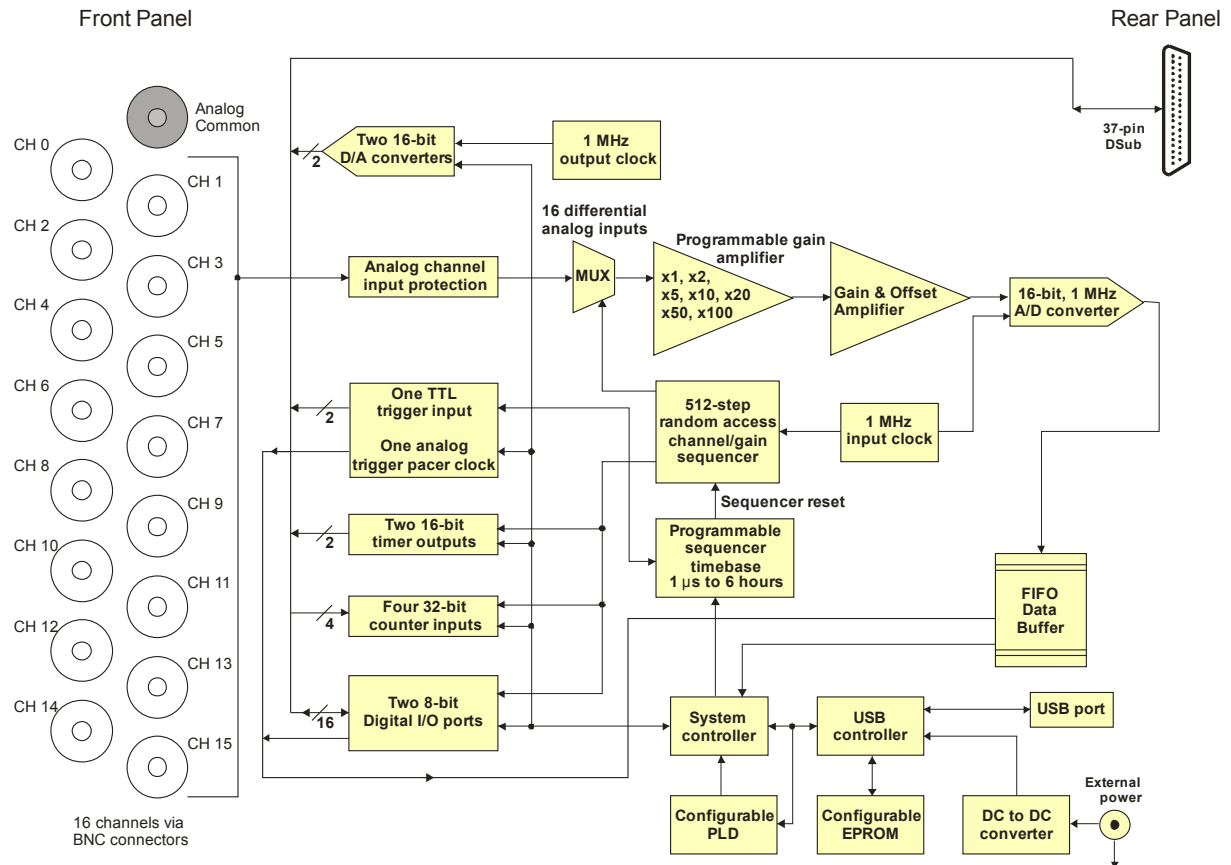 Front Panel
Rear Panel
Analog
Common
CH 0
CH 1
CH 2
CH 3
CH 4
CH 5
CH 6
CH 7
CH 8
CH 9
CH 10
CH 11
CH 12
CH 13
CH 14
CH 15
16 channels via
BNC connectors
Two 16-bit
D/A converters
2
1 MHz
output clock
37-pin
DSub
16 differential
analog inputs
Analog channel
input protection
MUX
Programmable gain
amplifier
x1, x2,
x5, x10, x20
x50, x100
Gain & Offset
Amplifier
16-bit, 1 MHz
A/D converter
One TTL
trigger input
One analog
trigger pacer clock
2
512-step
random access
channel/gain
sequencer
1 MHz
input clock
Sequencer reset
Two 16-bit
timer outputs
2
Programmable
sequencer
timebase
1 µs to 6 hours
Four 32-bit
counter inputs
4
FIFO
Data
Buffer
Two 8-bit
Digital I/O ports
16
System
controller
USB
controller
USB port
Configurable
PLD
Configurable
EPROM
DC to DC
converter
External
power